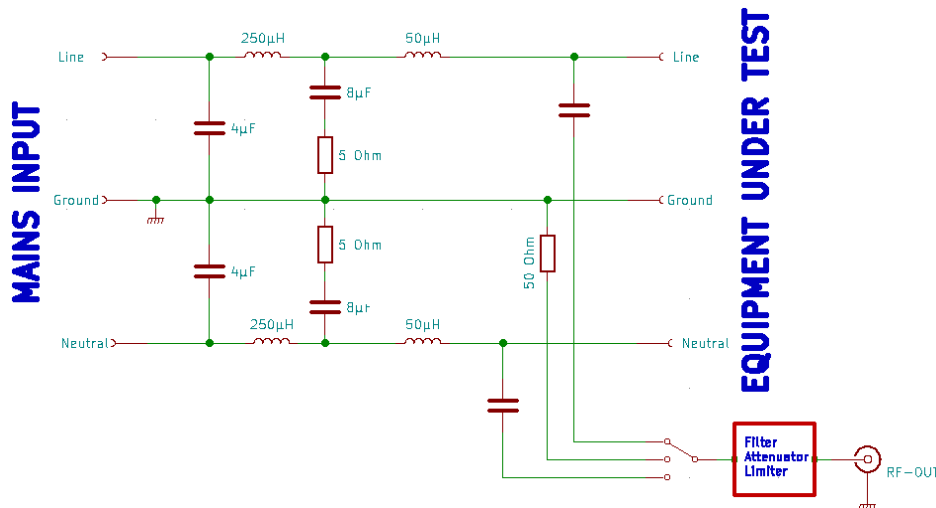 250µH
50µH
Line
Line
8µF
4µF
5 Ohm
MAINS INPUT
Ground
Ground
EQUIPMENT UNDER TEST
5 Ohm
50 Ohm
4µF
8µF
250µH
50µH
Neutral
Neutral
Filter
Attenuator
Limiter
RF-OUT